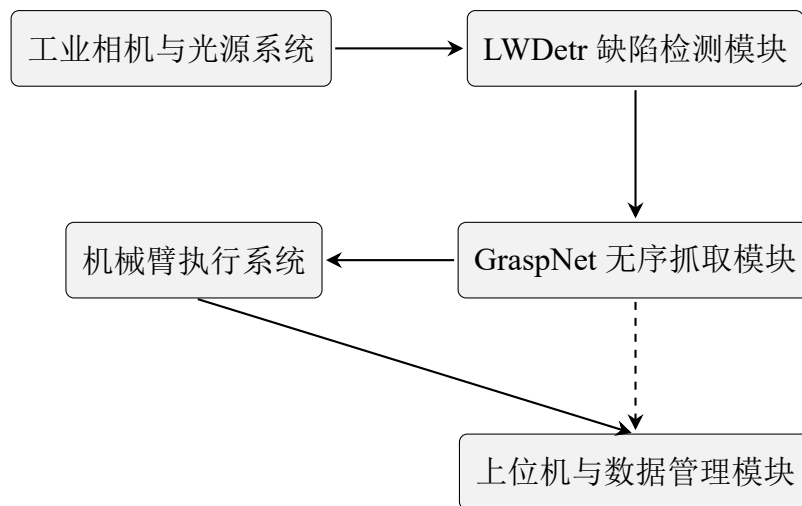 工业相机与光源系统
LWDetr 缺陷检测模块
机械臂执行系统
GraspNet 无序抓取模块
上位机与数据管理模块